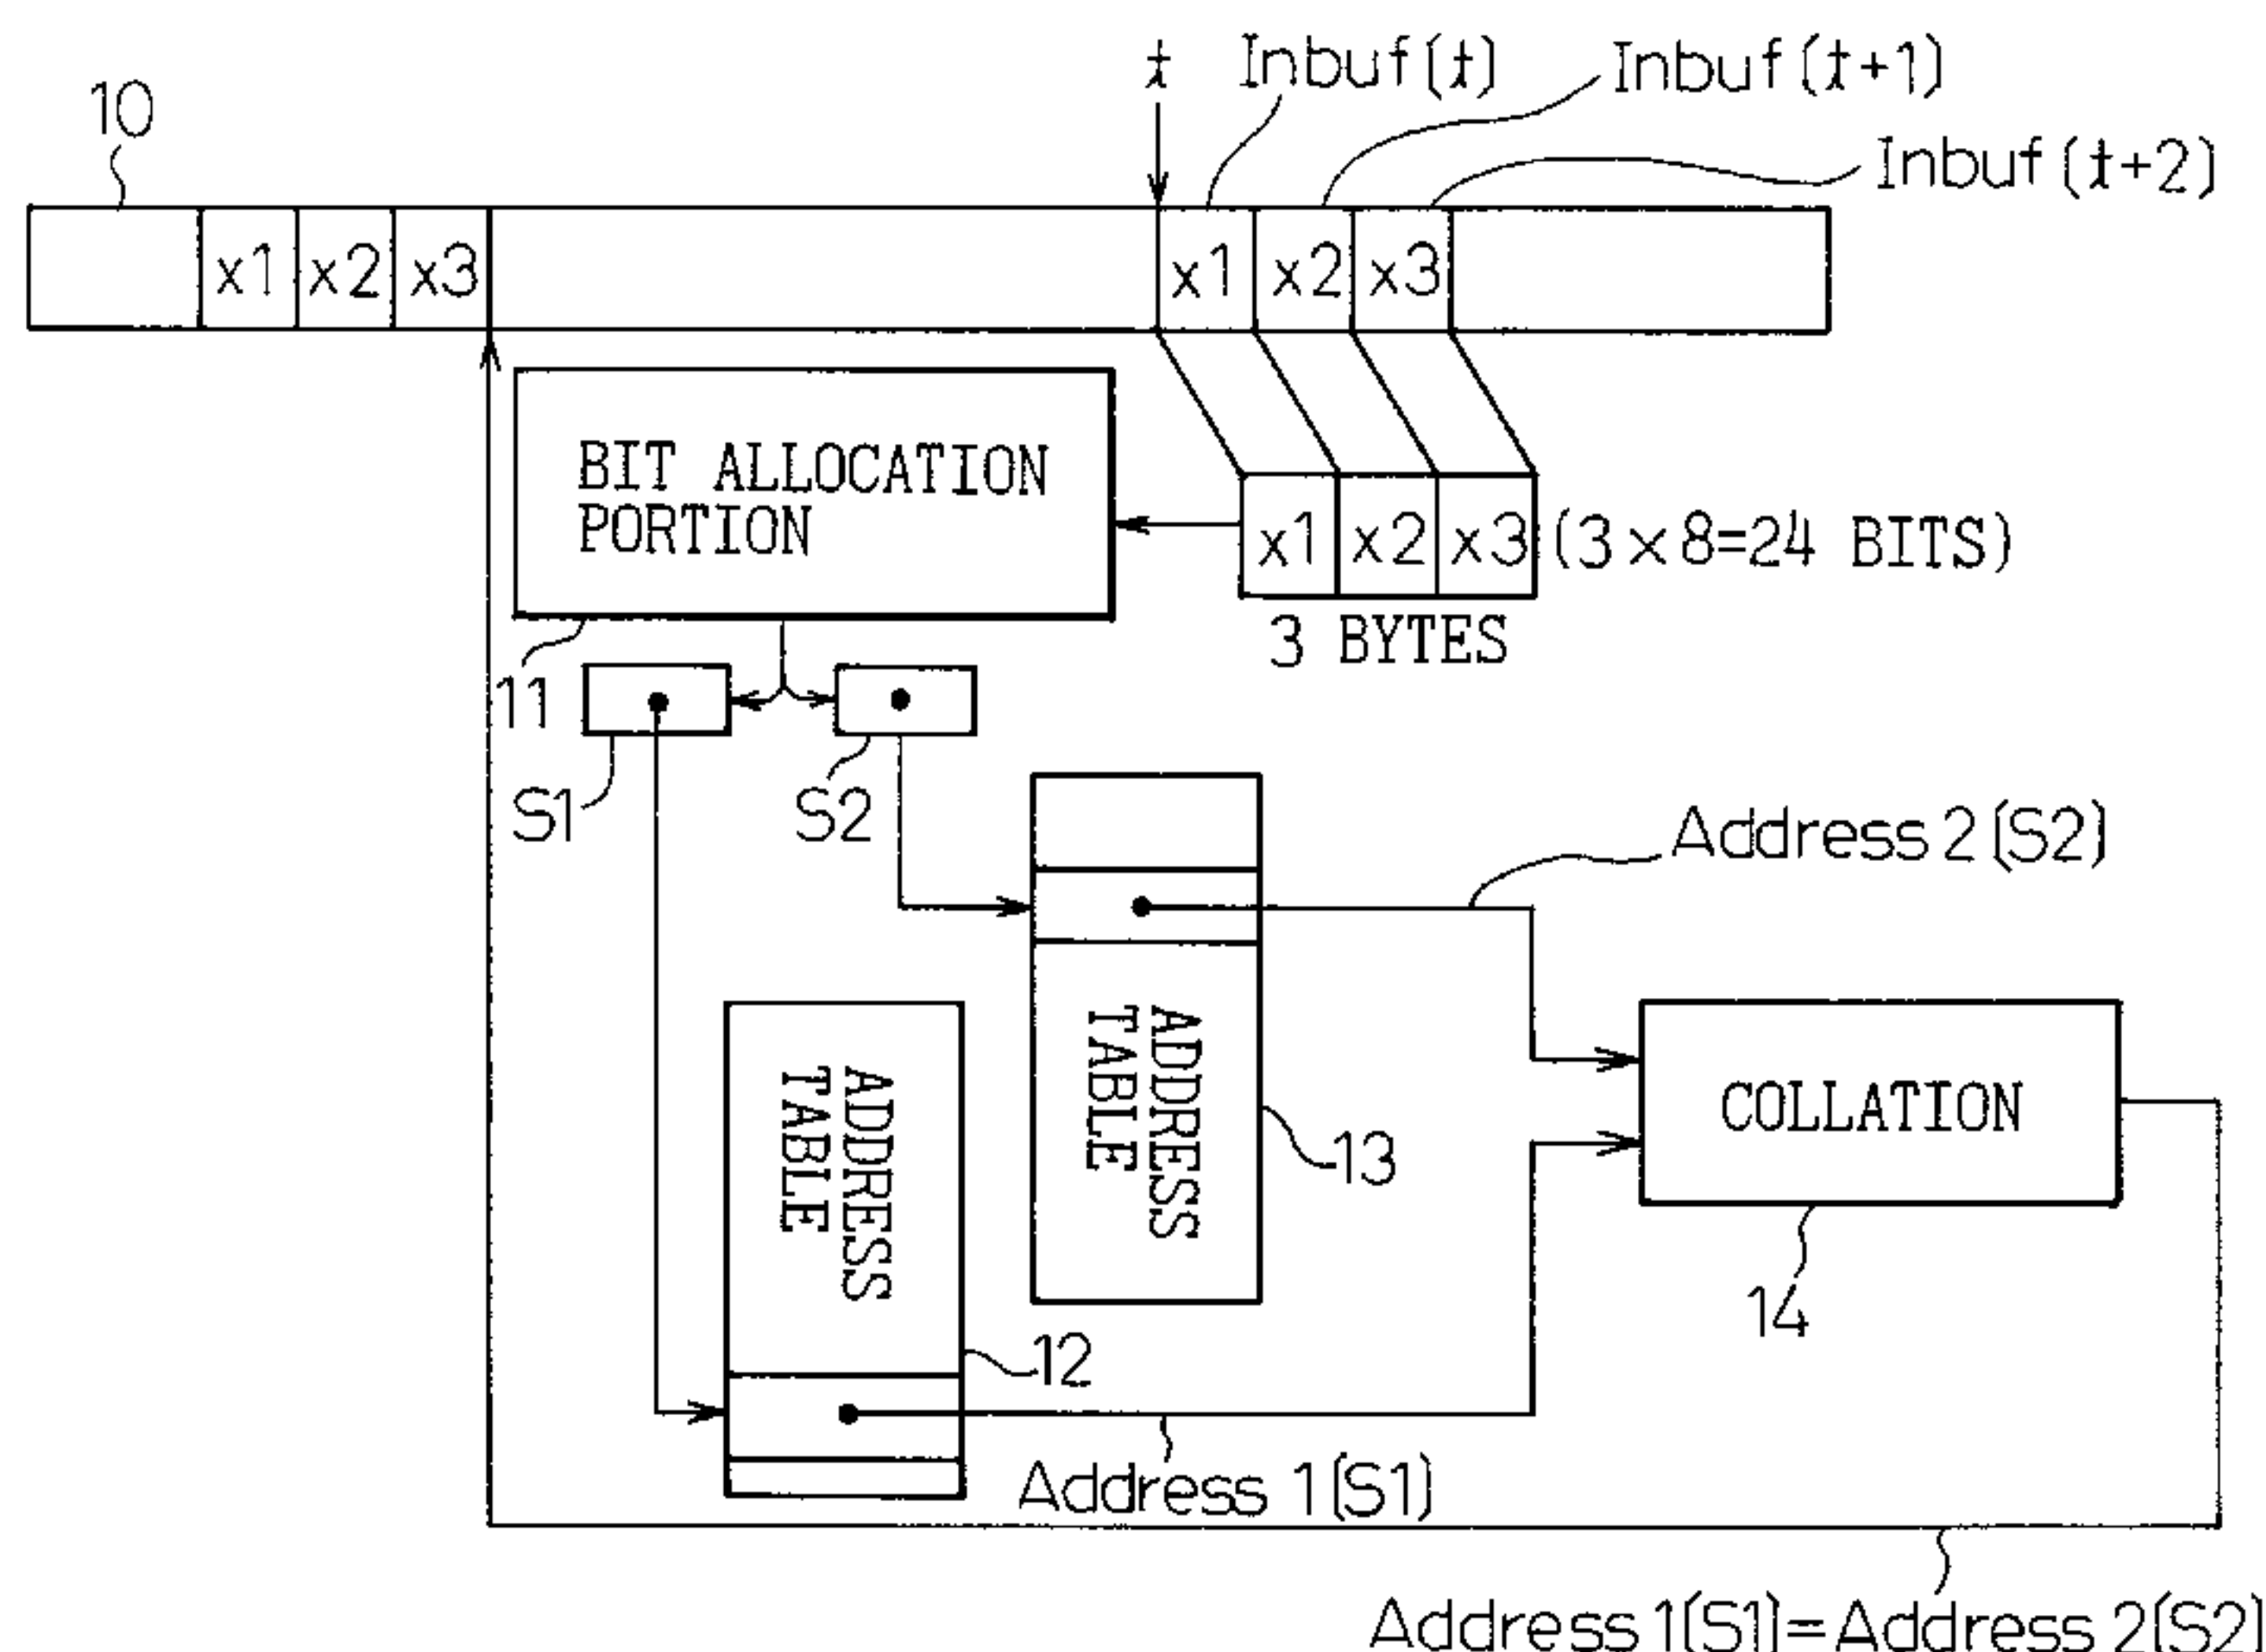 t
Inbuf(t)
Inbuf(t+1)
Inbuf(t+2)
10
x1 x2 x3
x1 x2 x3
BIT ALLOCATION
PORTION
x1 x2 x3 (3×8=24 BITS)
3 BYTES
11
S1
S2
Address 2(S2)
ADDRESS
TABLE
13
ADDRESS
TABLE
12
COLLATION
14
Address 1(S1)
Address 1(S1)=Address 2(S2)